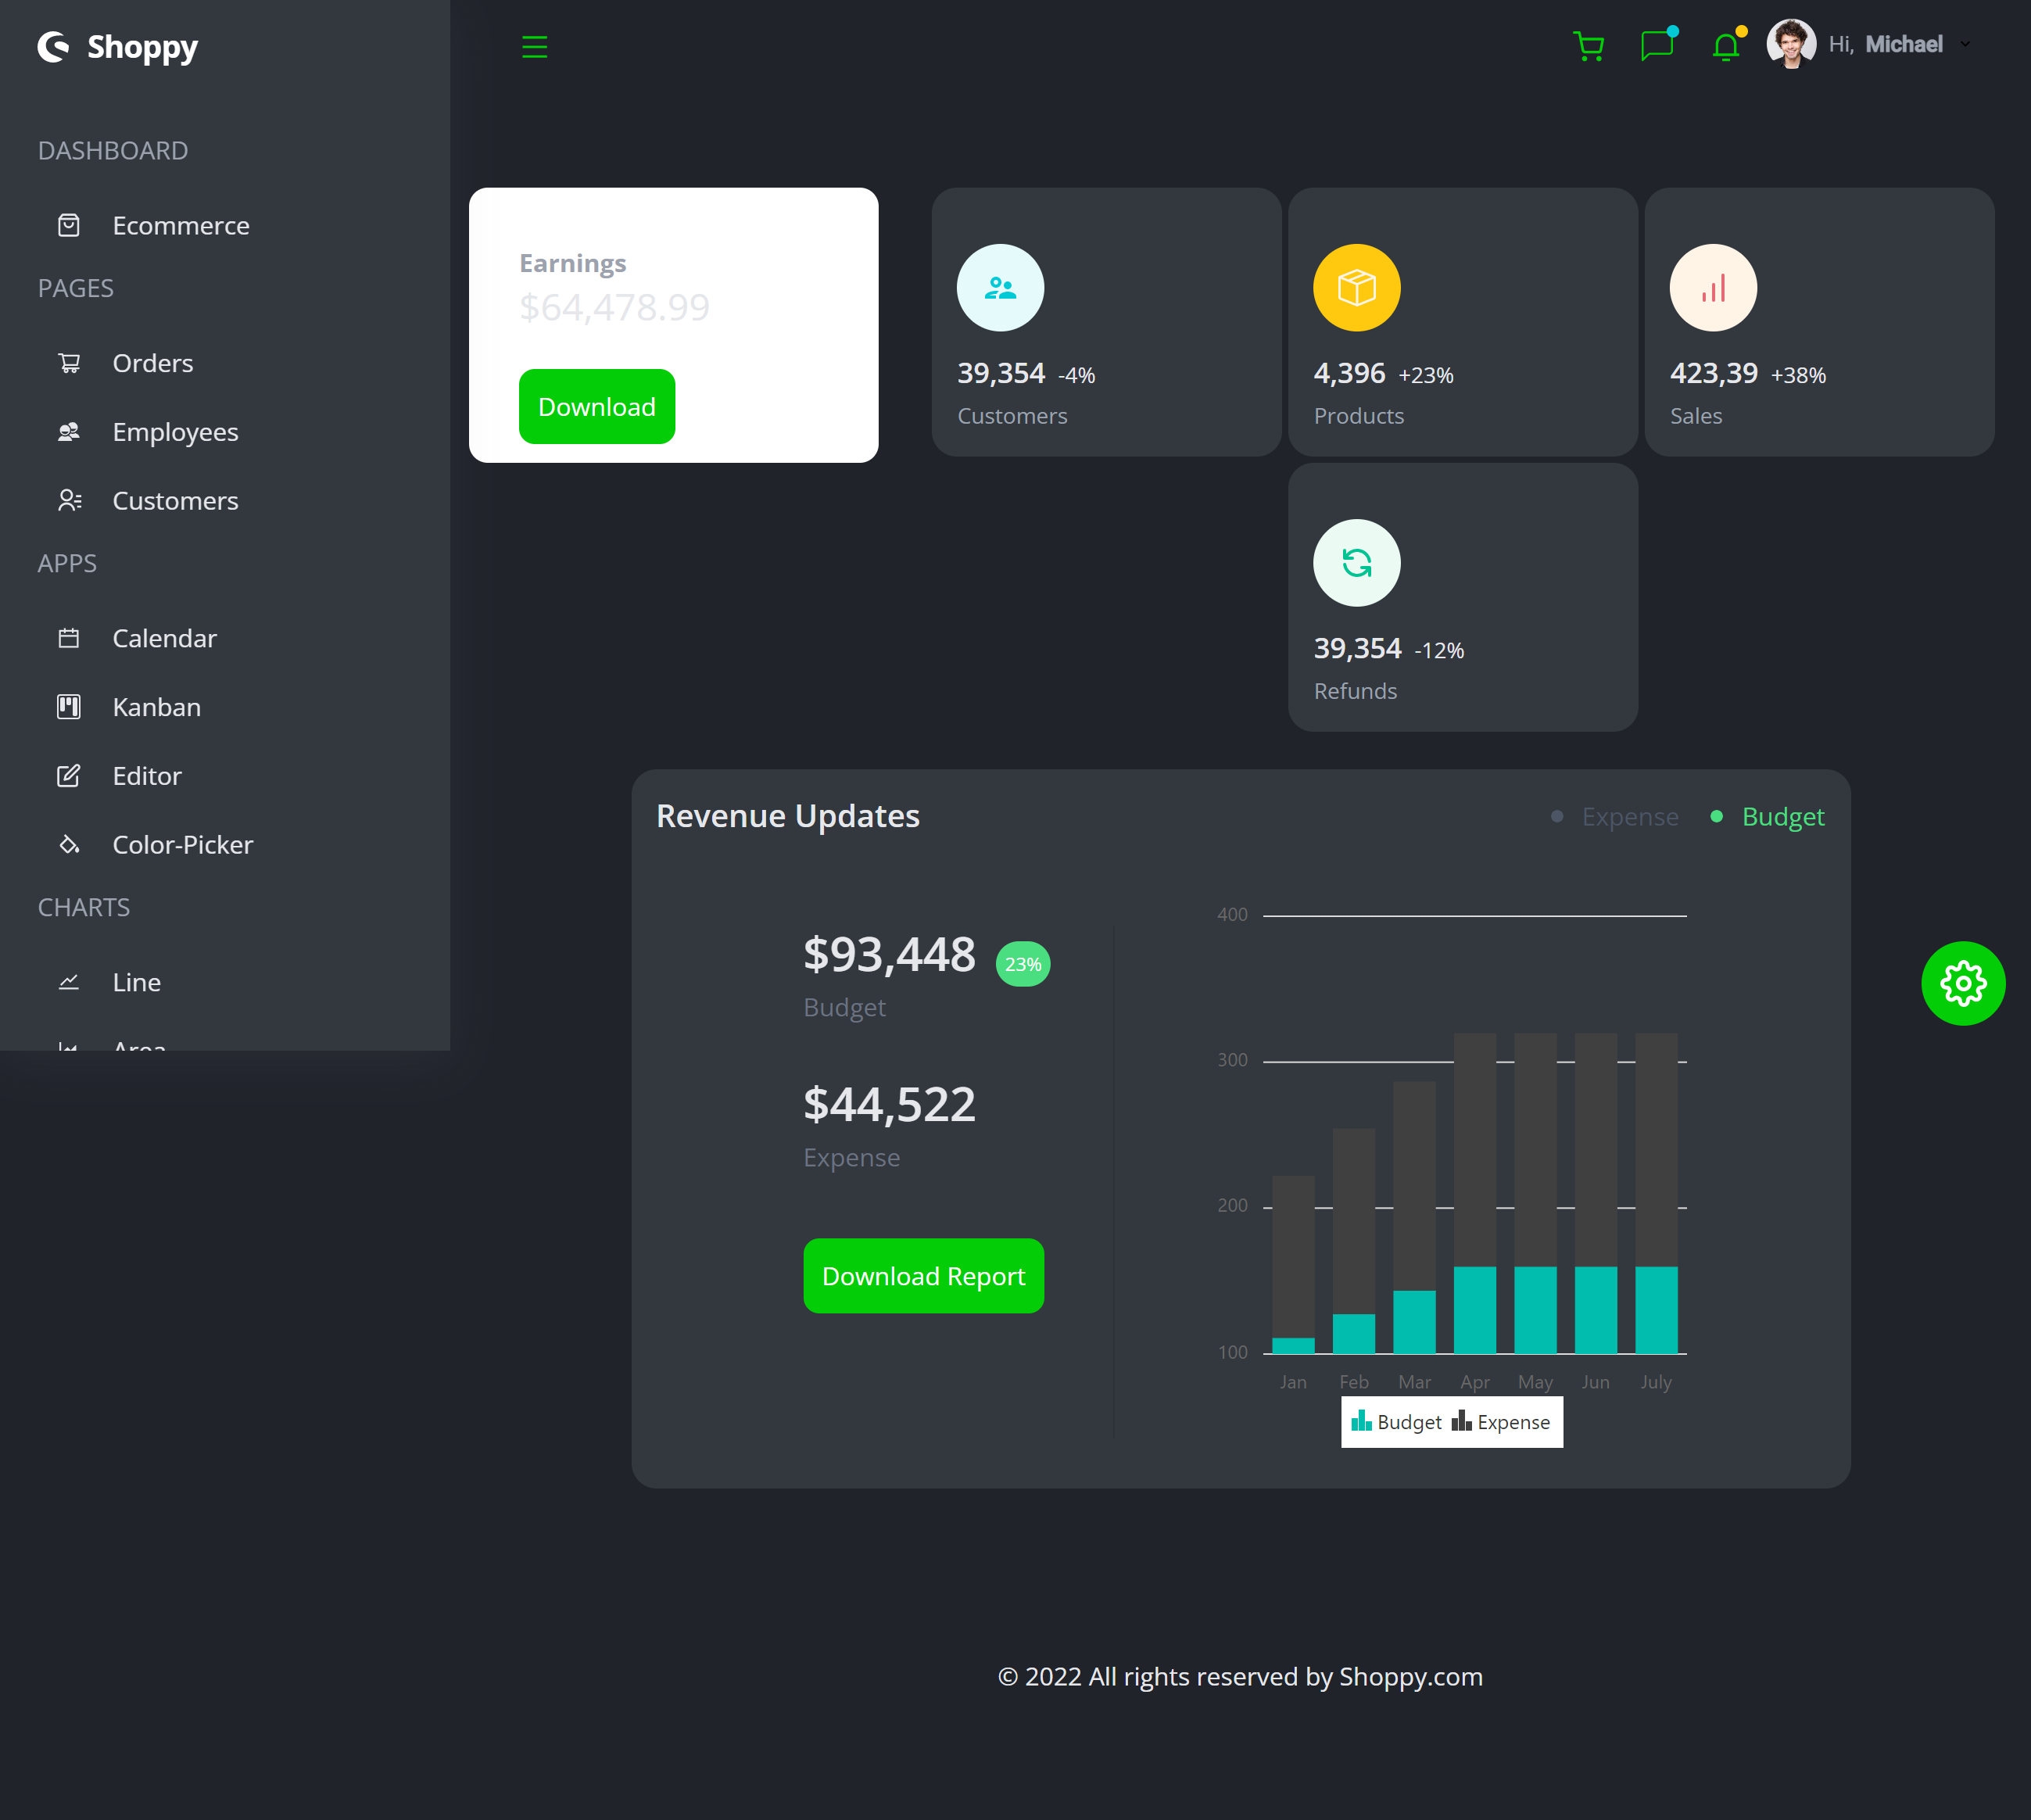 Shoppy
Hi, Michael
DASHBOARD
Ecommerce
PAGES
Orders
Employees
Customers
APPS
Calendar
Kanban
Editor
Color-Picker
CHARTS
Line
Area
Earnings
$64,478.99
Download
39,354 -4%
Customers
4,396 +23%
Products
423,39 +38%
Sales
39,354 -12%
Refunds
Revenue Updates
Expense
Budget
$93,448 23%
Budget
$44,522
Expense
Download Report
400
300
200
100
Jan Feb Mar Apr May Jun July
Budget Expense
© 2022 All rights reserved by Shoppy.com